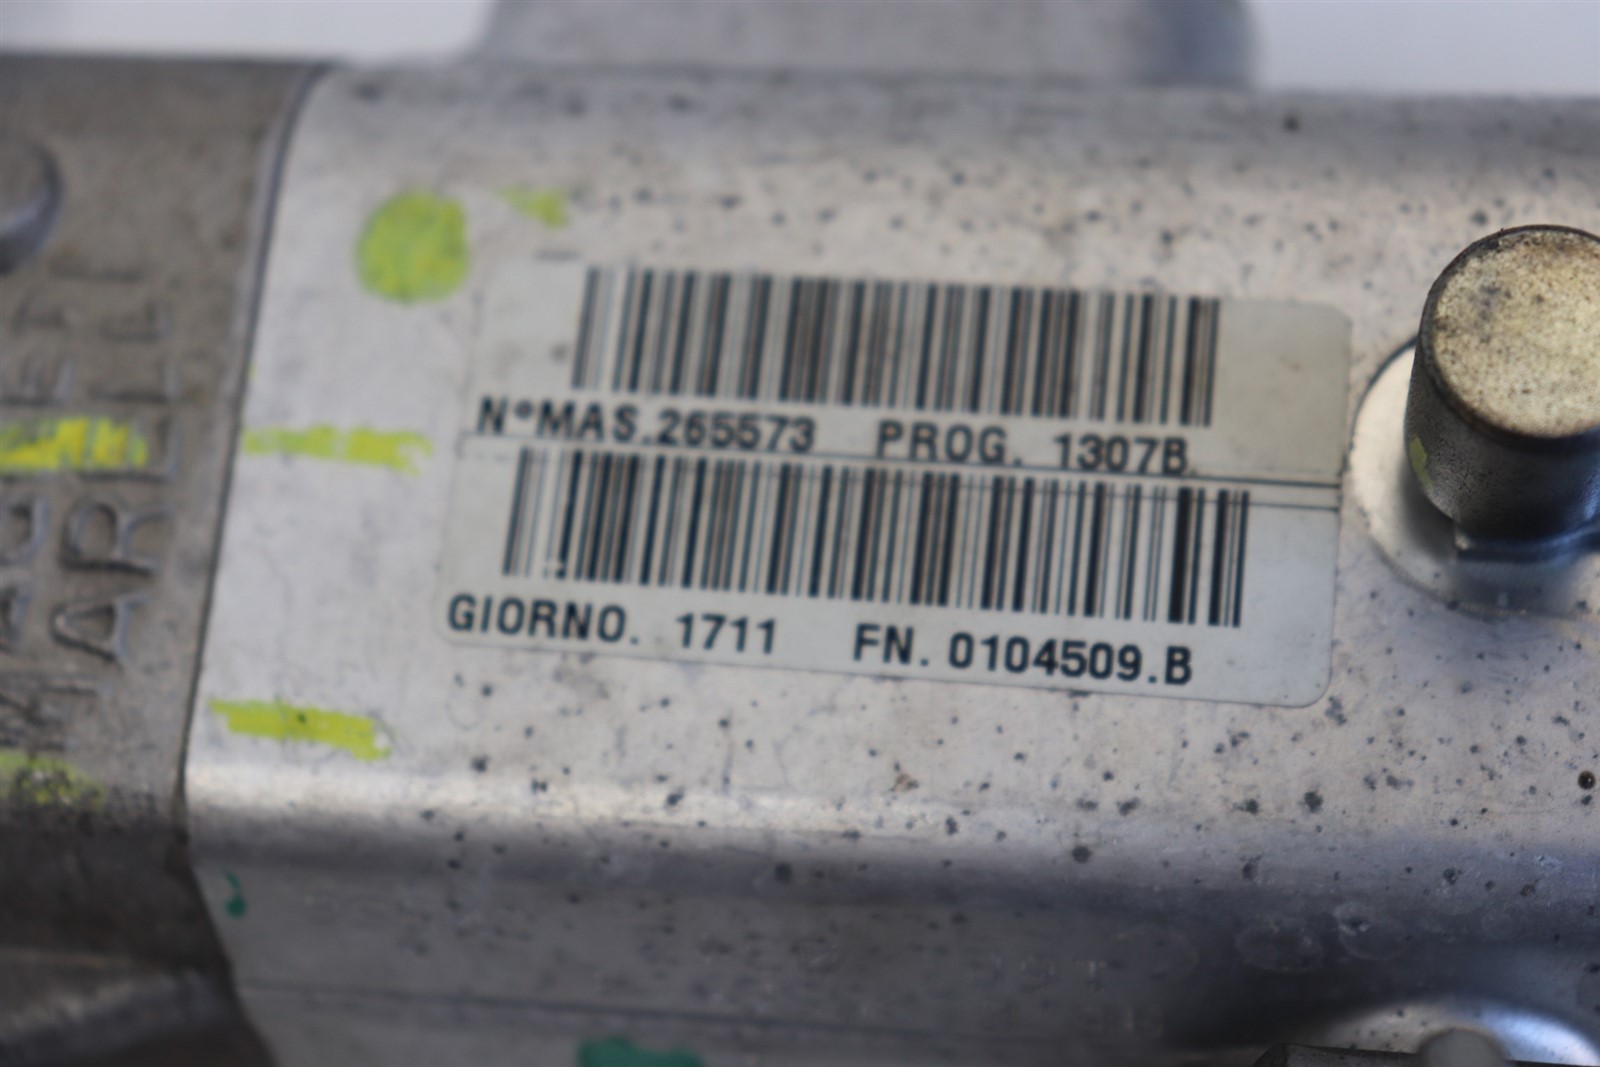 N°MAS.265573 PROG. 1307B
GIORNO. 1711 FN. 0104509.B